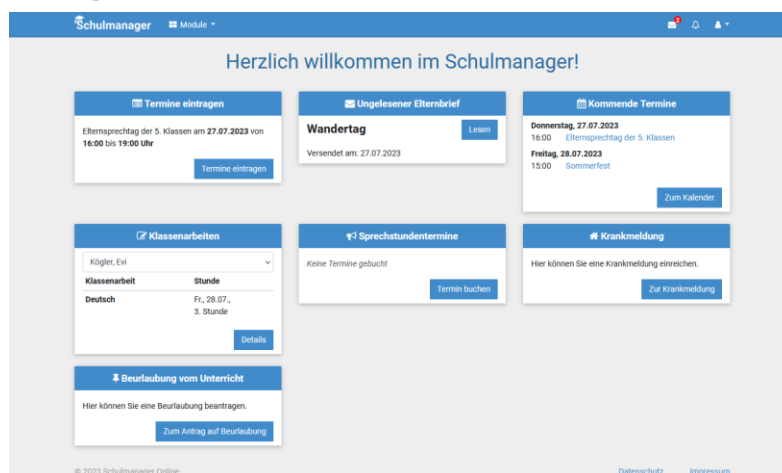 Schulmanager
Module
2
Herzlich willkommen im Schulmanager!
Termine eintragen
Elternsprechtag der 5. Klassen am 27.07.2023 von
16:00 bis 19:00 Uhr
Termine eintragen
Ungelesener Elternbrief
Wandertag
Lesen
Versendet am: 27.07.2023
Kommende Termine
Donnerstag, 27.07.2023
16:00 Elternsprechtag der 5. Klassen
Freitag, 28.07.2023
15:00 Sommerfest
Zum Kalender
Klassenarbeiten
Kögler, Evi
Klassenarbeit Stunde
Deutsch Fr., 28.07.,
3. Stunde
Details
Sprechstundentermine
Keine Termine gebucht
Termin buchen
Krankmeldung
Hier können Sie eine Krankmeldung einreichen.
Zur Krankmeldung
Beurlaubung vom Unterricht
Hier können Sie eine Beurlaubung beantragen.
Zum Antrag auf Beurlaubung
© 2023 Schulmanager Online
Datenschutz Impressum